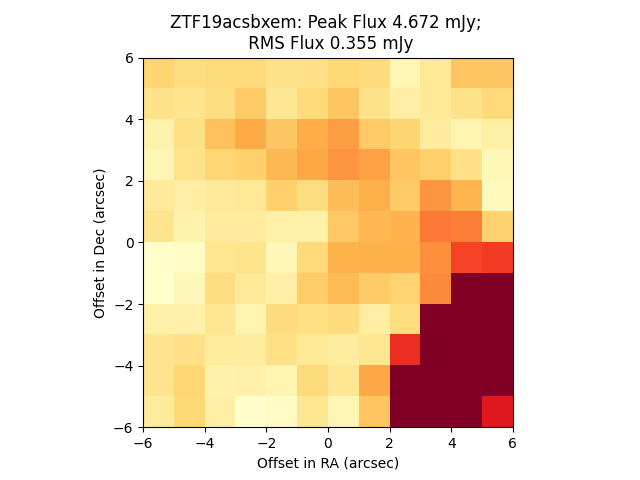 ZTF19acsbxem: Peak Flux 4.672 mJy;
RMS Flux 0.355 mJy
6
4
2
0
−2
−4
−6
Offset in Dec (arcsec)
−6 −4 −2 0 2 4 6
Offset in RA (arcsec)